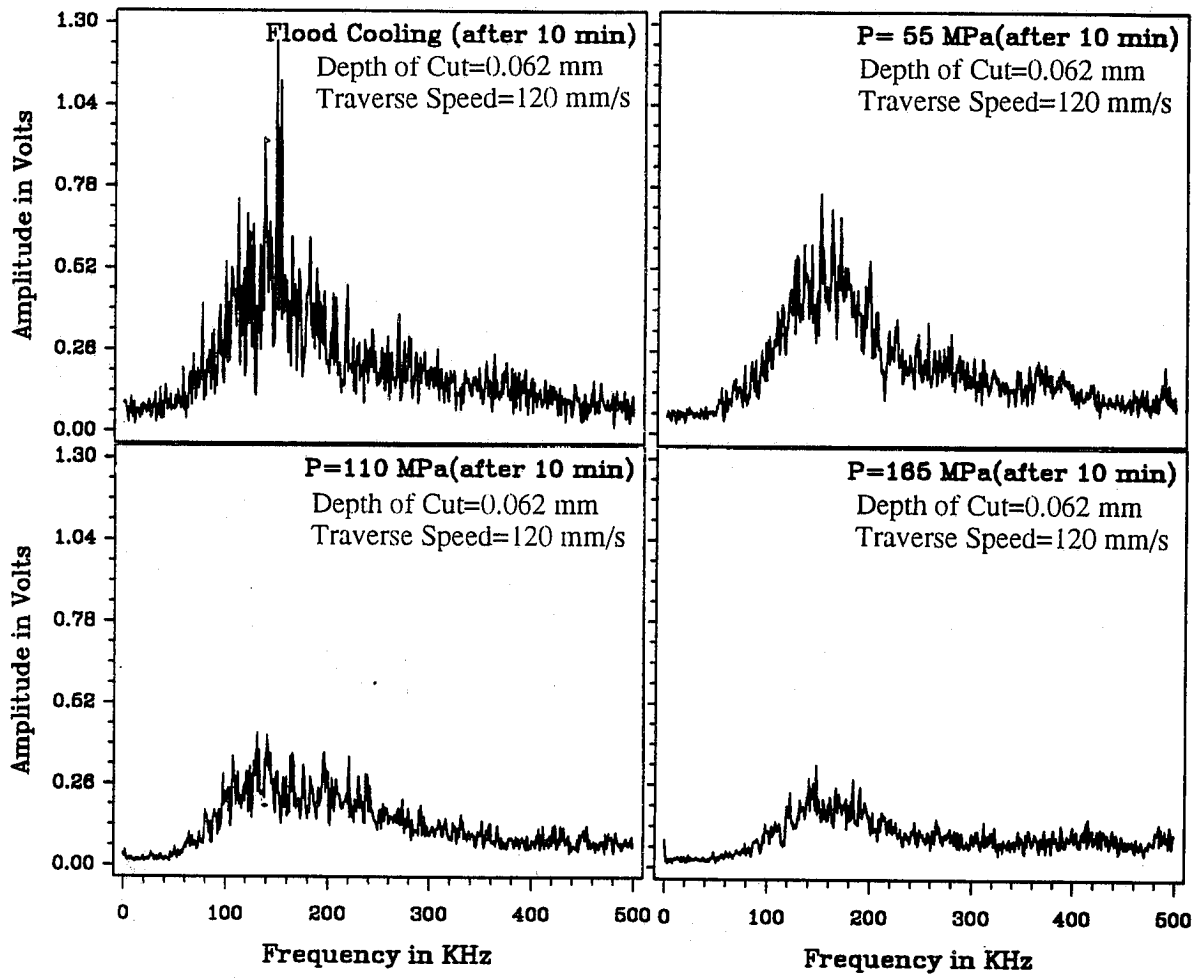 Flood Cooling (after 10 min)
Depth of Cut=0.062 mm
Traverse Speed=120 mm/s
P= 55 MPa(after 10 min)
Depth of Cut=0.062 mm
Traverse Speed=120 mm/s
1.30
1.04
0.78
0.52
0.26
0.00
Amplitude in Volts
P=110 MPa(after 10 min)
Depth of Cut=0.062 mm
Traverse Speed=120 mm/s
P=165 MPa(after 10 min)
Depth of Cut=0.062 mm
Traverse Speed=120 mm/s
1.30
1.04
0.78
0.52
0.26
0.00
Amplitude in Volts
0 100 200 300 400 500
0 100 200 300 400 500
Frequency in KHz
Frequency in KHz